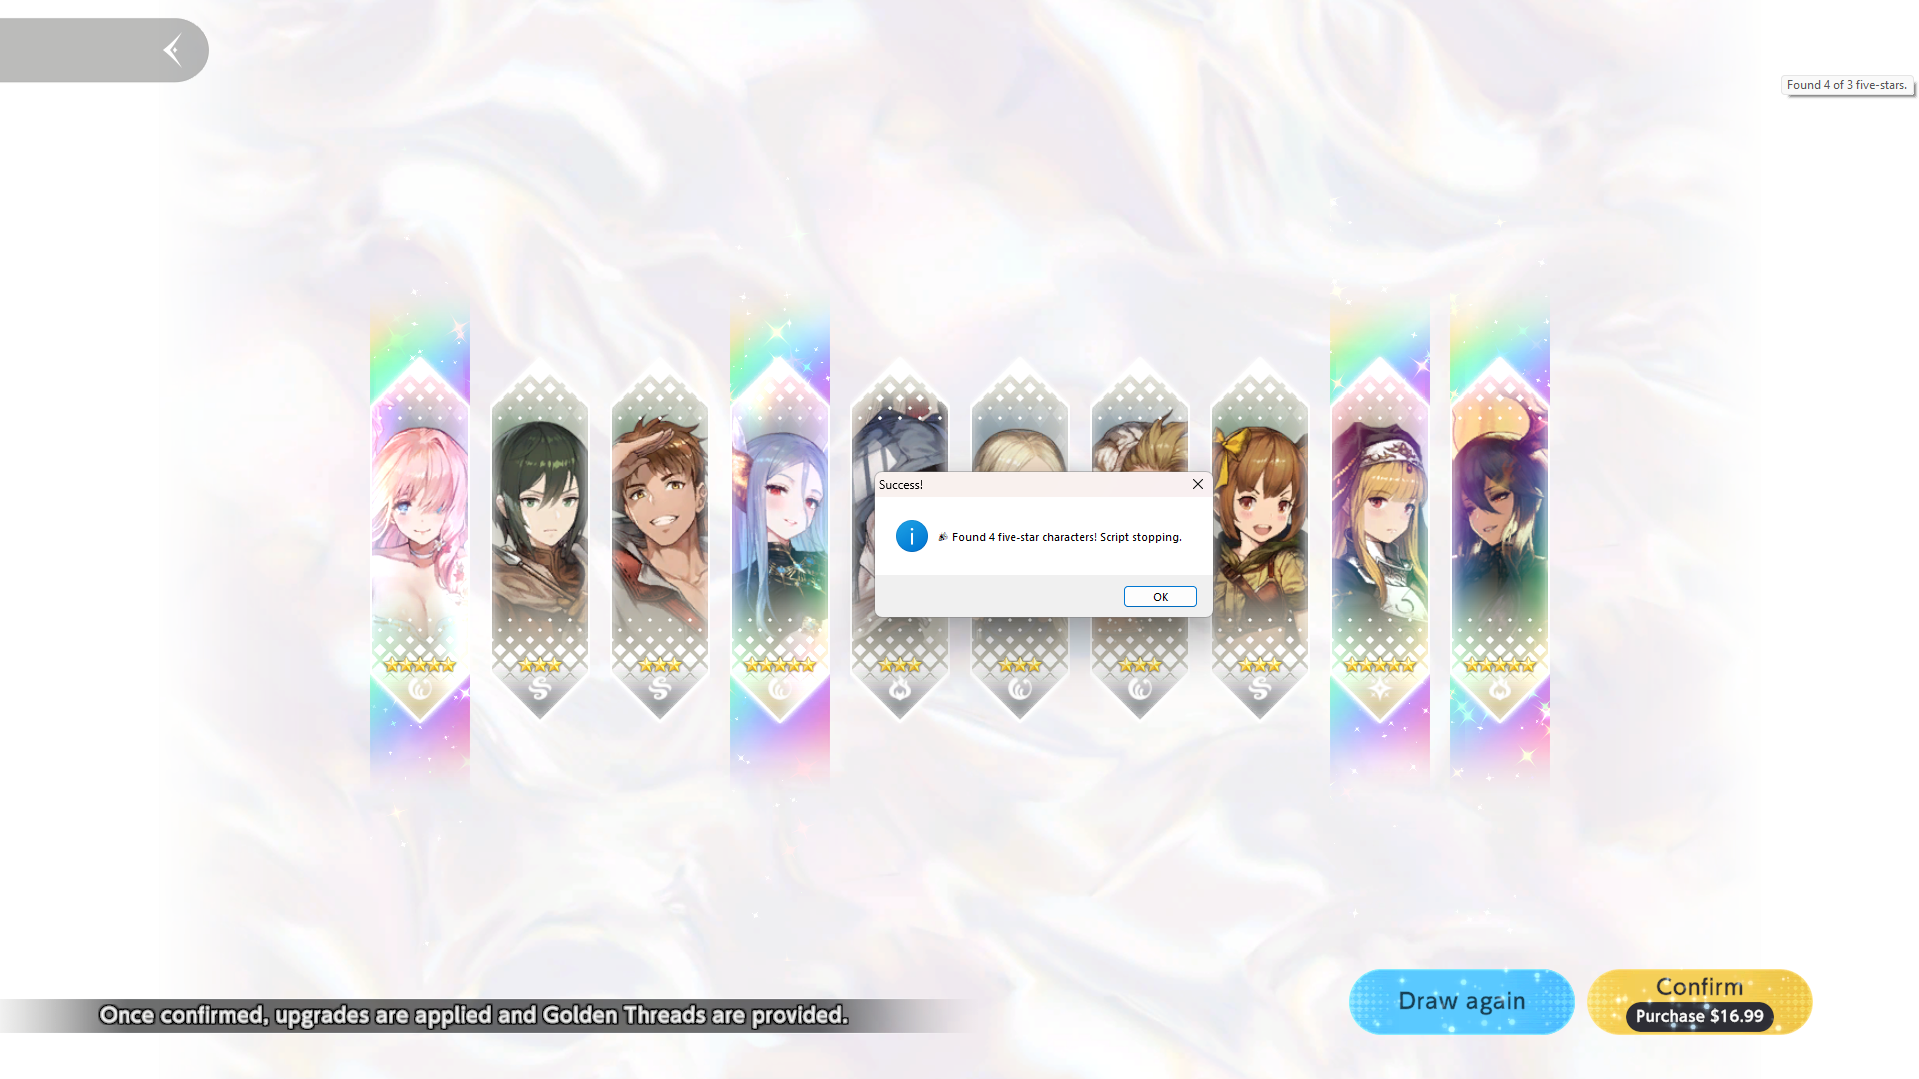 Found 4 of 3 five-stars.
Success!
Found 4 five-star characters! Script stopping.
OK
Once confirmed, upgrades are applied and Golden Threads are provided.
Draw again
Confirm
Purchase $16.99